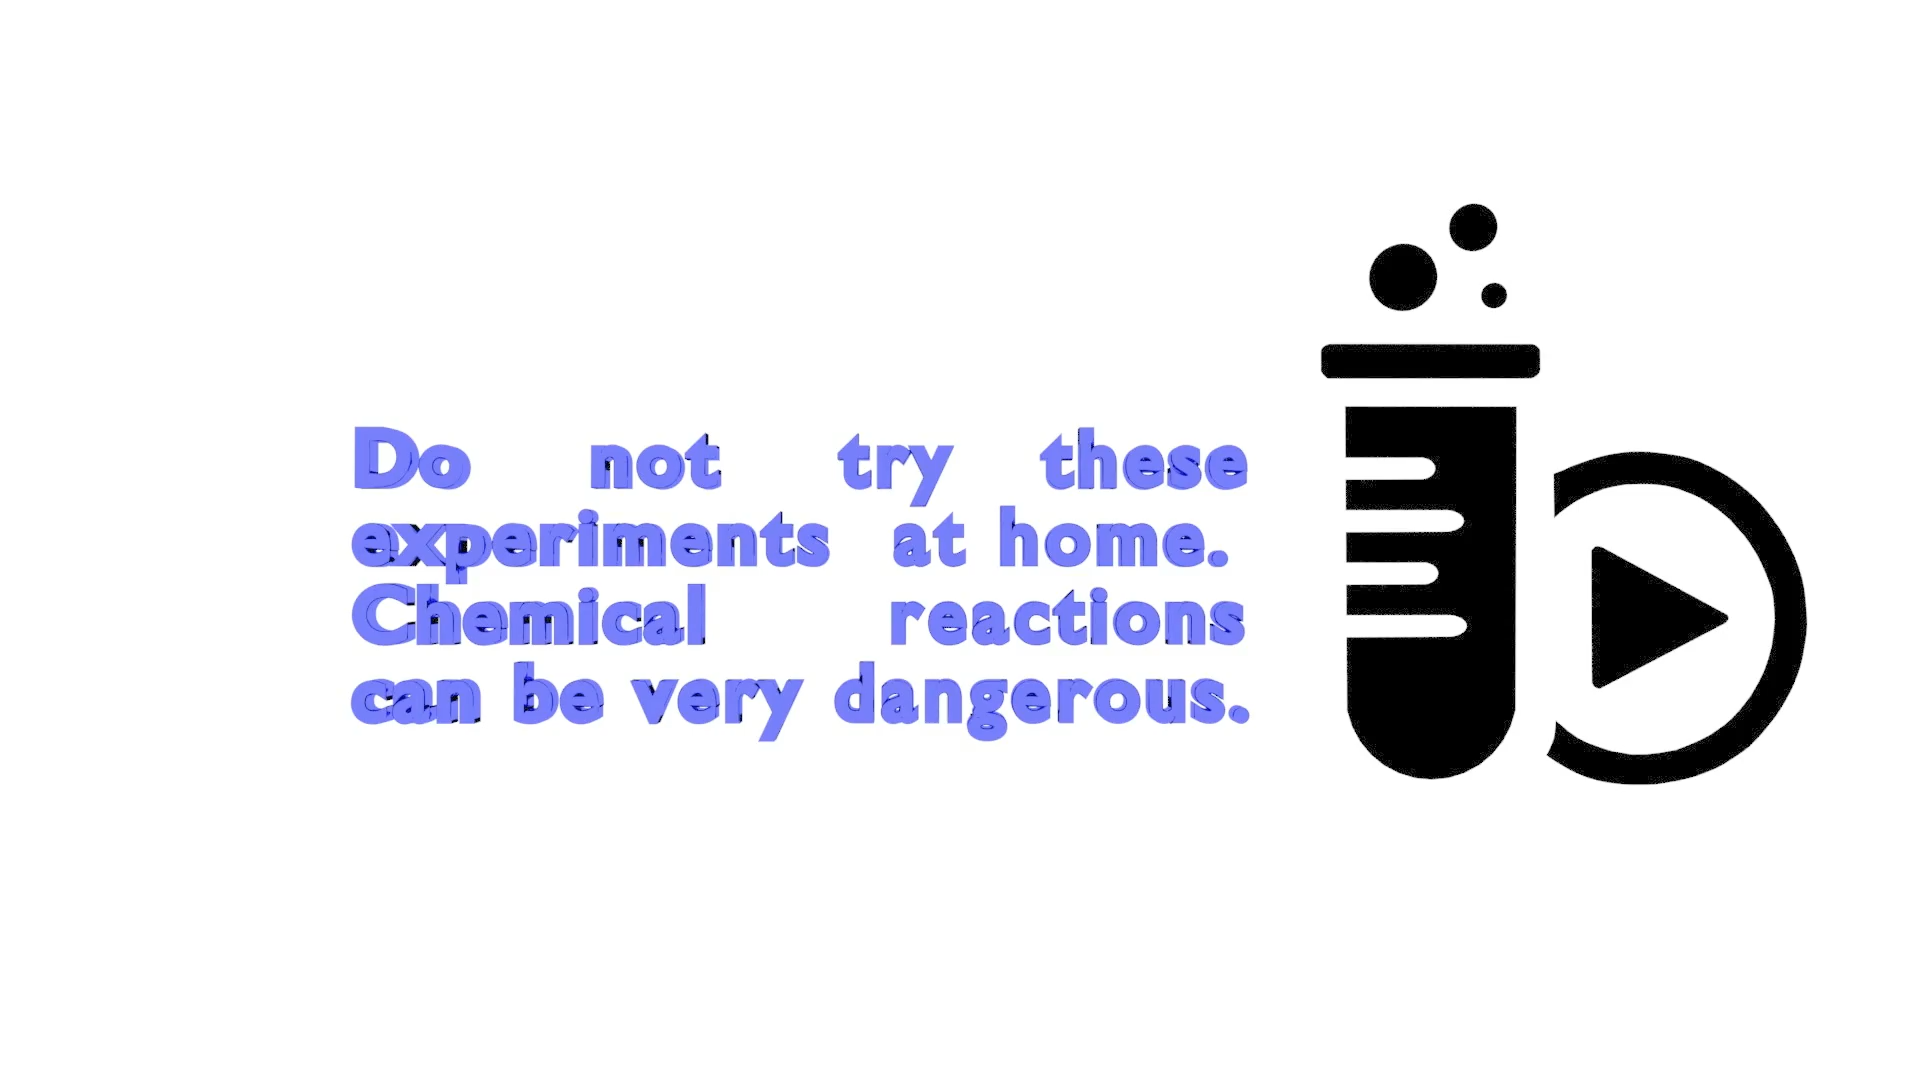 Do not try these
experiments at home.
Chemical reactions
can be very dangerous.